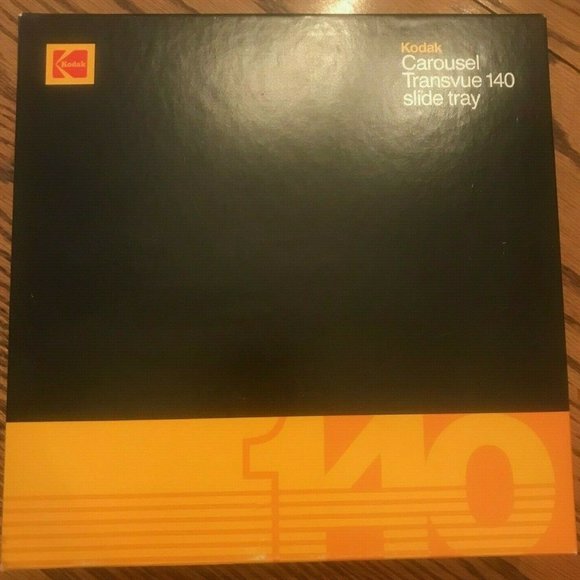 Kodak
Kodak
Carousel
Transvue 140
slide tray
140